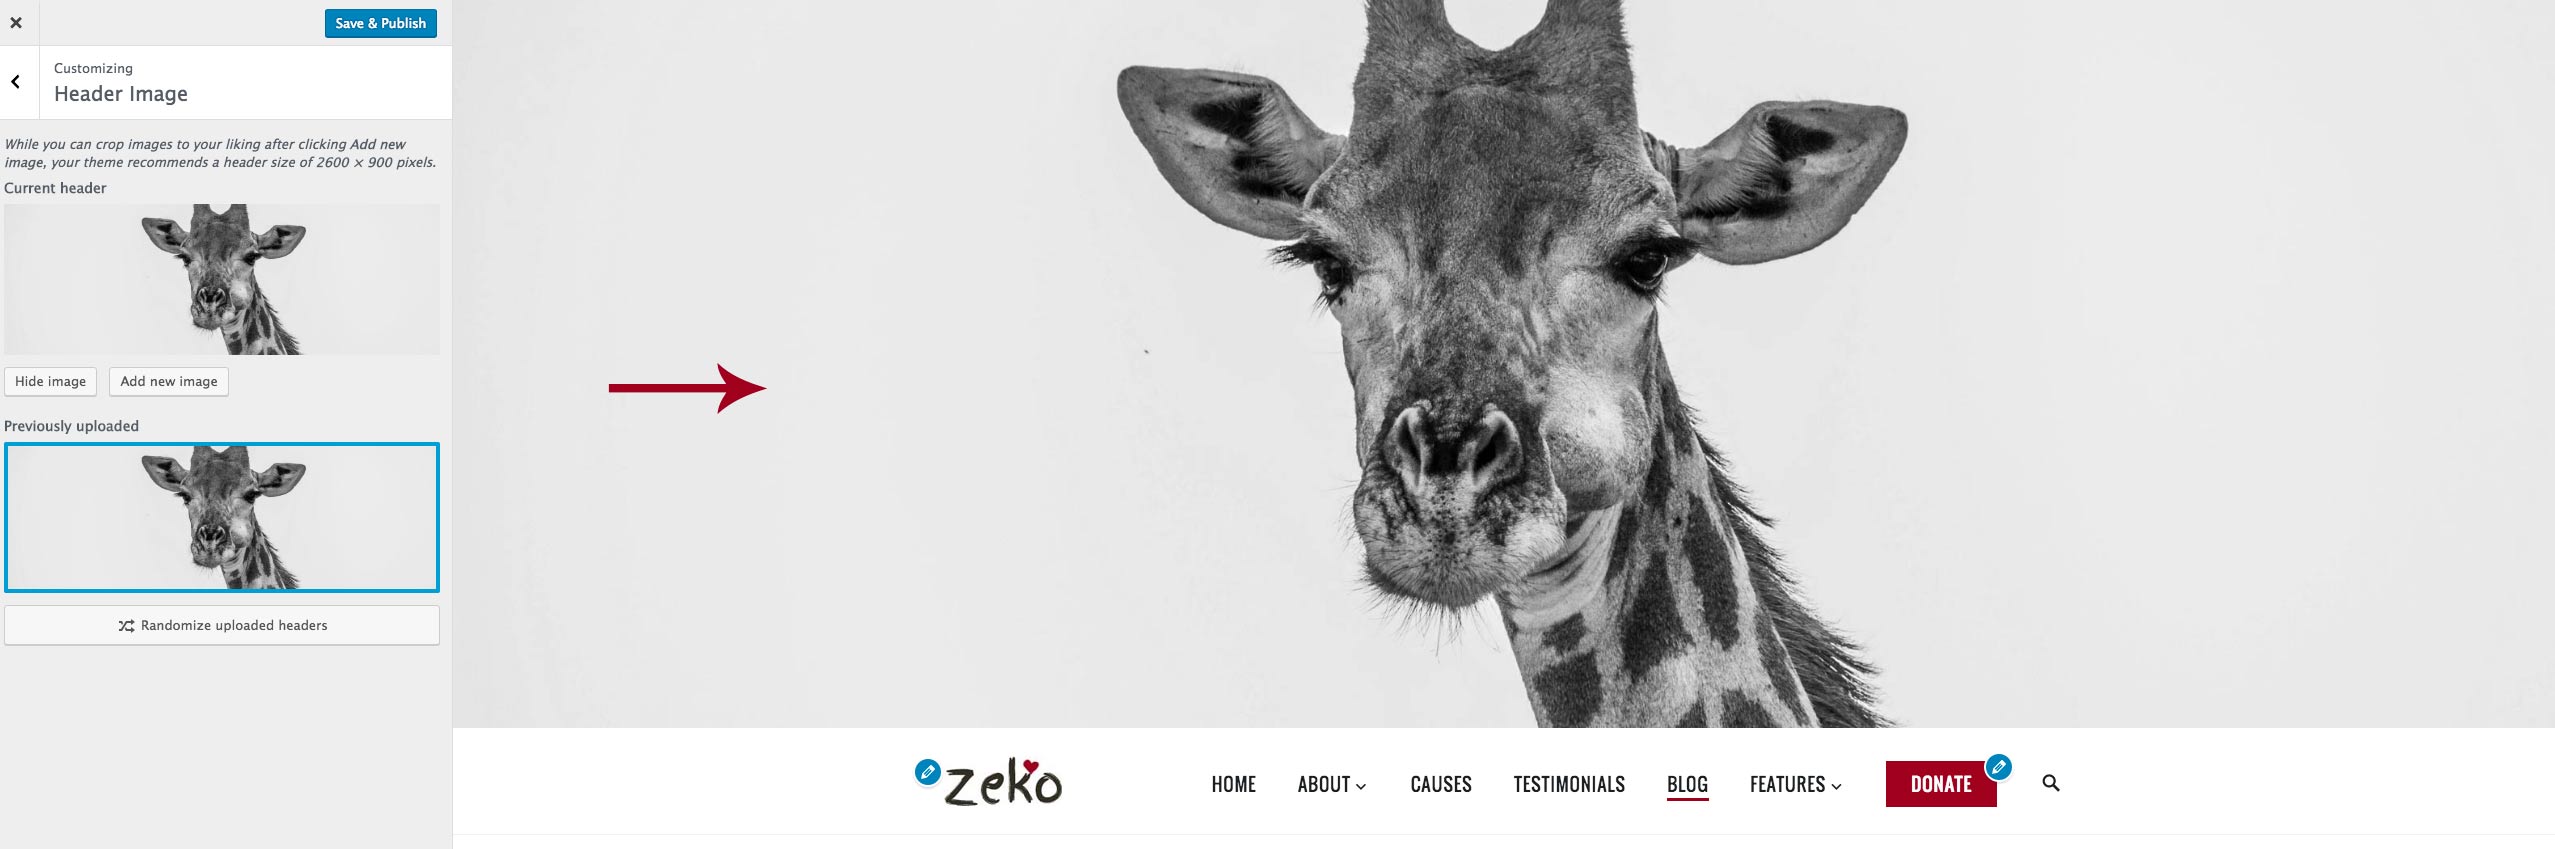 Save & Publish
Customizing
Header Image
While you can crop images to your liking after clicking Add new
image, your theme recommends a header size of 2600 × 900 pixels.
Current header
Hide image
Add new image
Previously uploaded
Randomize uploaded headers
zeko
HOME
ABOUT
CAUSES
TESTIMONIALS
BLOG
FEATURES
DONATE